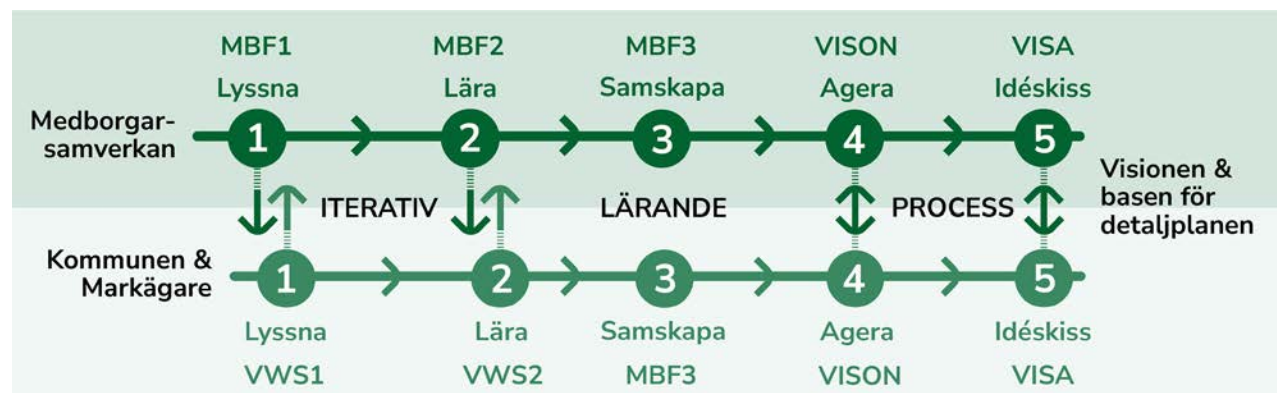 MBF1 MBF2 MBF3 VISON VISA
Lyssna Lära Samskapa Agera Idéskiss
Medborgar-
samverkan
1 2 3 4 5
ITERATIV LÄRANDE PROCESS
Visionen &
basen för
detaljplanen
Kommunen &
Markägare
1 2 3 4 5
Lyssna Lära Samskapa Agera Idéskiss
VWS1 VWS2 MBF3 VISON VISA